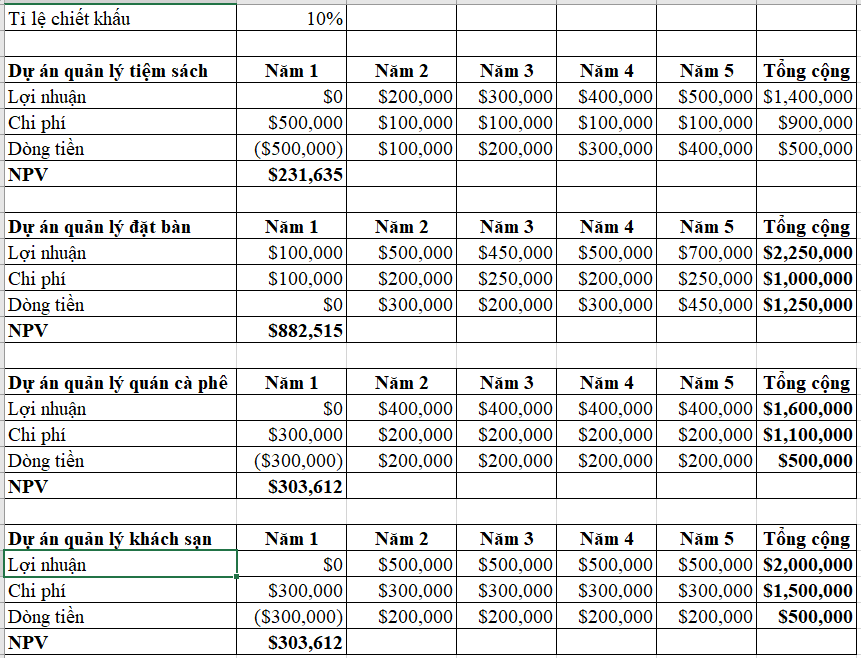 Tỉ lệ chiết khấu 10%
Dự án quản lý tiệm sách Năm 1 Năm 2 Năm 3 Năm 4 Năm 5 Tổng cộng
Lợi nhuận $0 $200,000 $300,000 $400,000 $500,000 $1,400,000
Chi phí $500,000 $100,000 $100,000 $100,000 $100,000 $900,000
Dòng tiền ($500,000) $100,000 $200,000 $300,000 $400,000 $500,000
NPV $231,635
Dự án quản lý đặt bàn Năm 1 Năm 2 Năm 3 Năm 4 Năm 5 Tổng cộng
Lợi nhuận $100,000 $500,000 $450,000 $500,000 $700,000 $2,250,000
Chi phí $100,000 $200,000 $250,000 $200,000 $250,000 $1,000,000
Dòng tiền $0 $300,000 $200,000 $300,000 $450,000 $1,250,000
NPV $882,515
Dự án quản lý quán cà phê Năm 1 Năm 2 Năm 3 Năm 4 Năm 5 Tổng cộng
Lợi nhuận $0 $400,000 $400,000 $400,000 $400,000 $1,600,000
Chi phí $300,000 $200,000 $200,000 $200,000 $200,000 $1,100,000
Dòng tiền ($300,000) $200,000 $200,000 $200,000 $200,000 $500,000
NPV $303,612
Dự án quản lý khách sạn Năm 1 Năm 2 Năm 3 Năm 4 Năm 5 Tổng cộng
Lợi nhuận $0 $500,000 $500,000 $500,000 $500,000 $2,000,000
Chi phí $300,000 $300,000 $300,000 $300,000 $300,000 $1,500,000
Dòng tiền ($300,000) $200,000 $200,000 $200,000 $200,000 $500,000
NPV $303,612